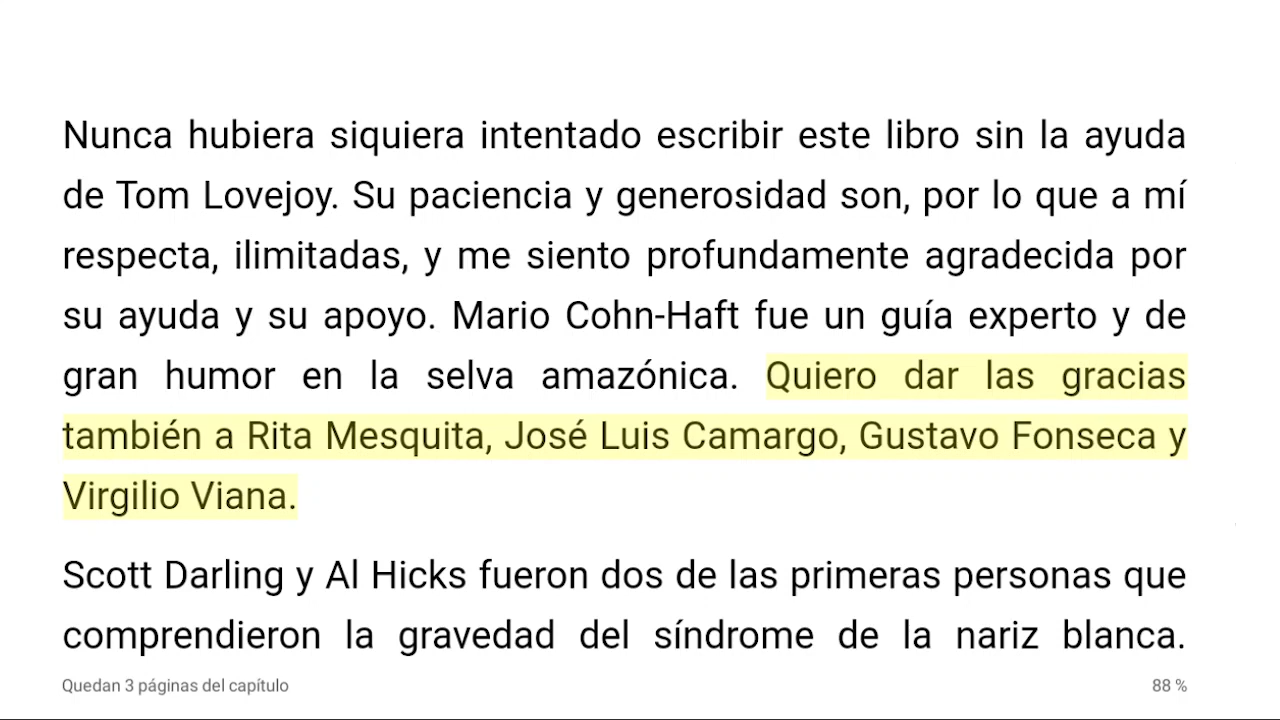 Nunca hubiera siquiera intentado escribir este libro sin la ayuda
de Tom Lovejoy. Su paciencia y generosidad son, por lo que a mí
respecta, ilimitadas, y me siento profundamente agradecida por
su ayuda y su apoyo. Mario Cohn-Haft fue un guía experto y de
gran humor en la selva amazónica. Quiero dar las gracias
también a Rita Mesquita, José Luis Camargo, Gustavo Fonseca y
Virgilio Viana.
Scott Darling y Al Hicks fueron dos de las primeras personas que
comprendieron la gravedad del síndrome de la nariz blanca.
Quedan 3 páginas del capítulo 88 %